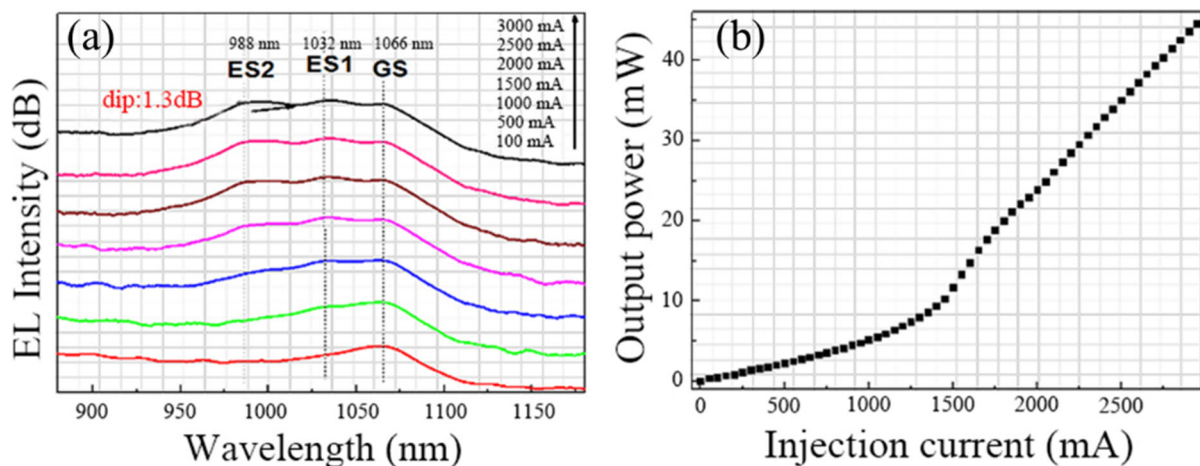 (a)
988 nm 1032 nm 1066 nm
ES2 ES1 GS
dip:1.3dB
3000 mA
2500 mA
2000 mA
1500 mA
1000 mA
500 mA
100 mA
EL Intensity (dB)
900 950 1000 1050 1100 1150
Wavelength (nm)
(b)
Output power (mW)
40
30
20
10
0
0 500 1000 1500 2000 2500
Injection current (mA)